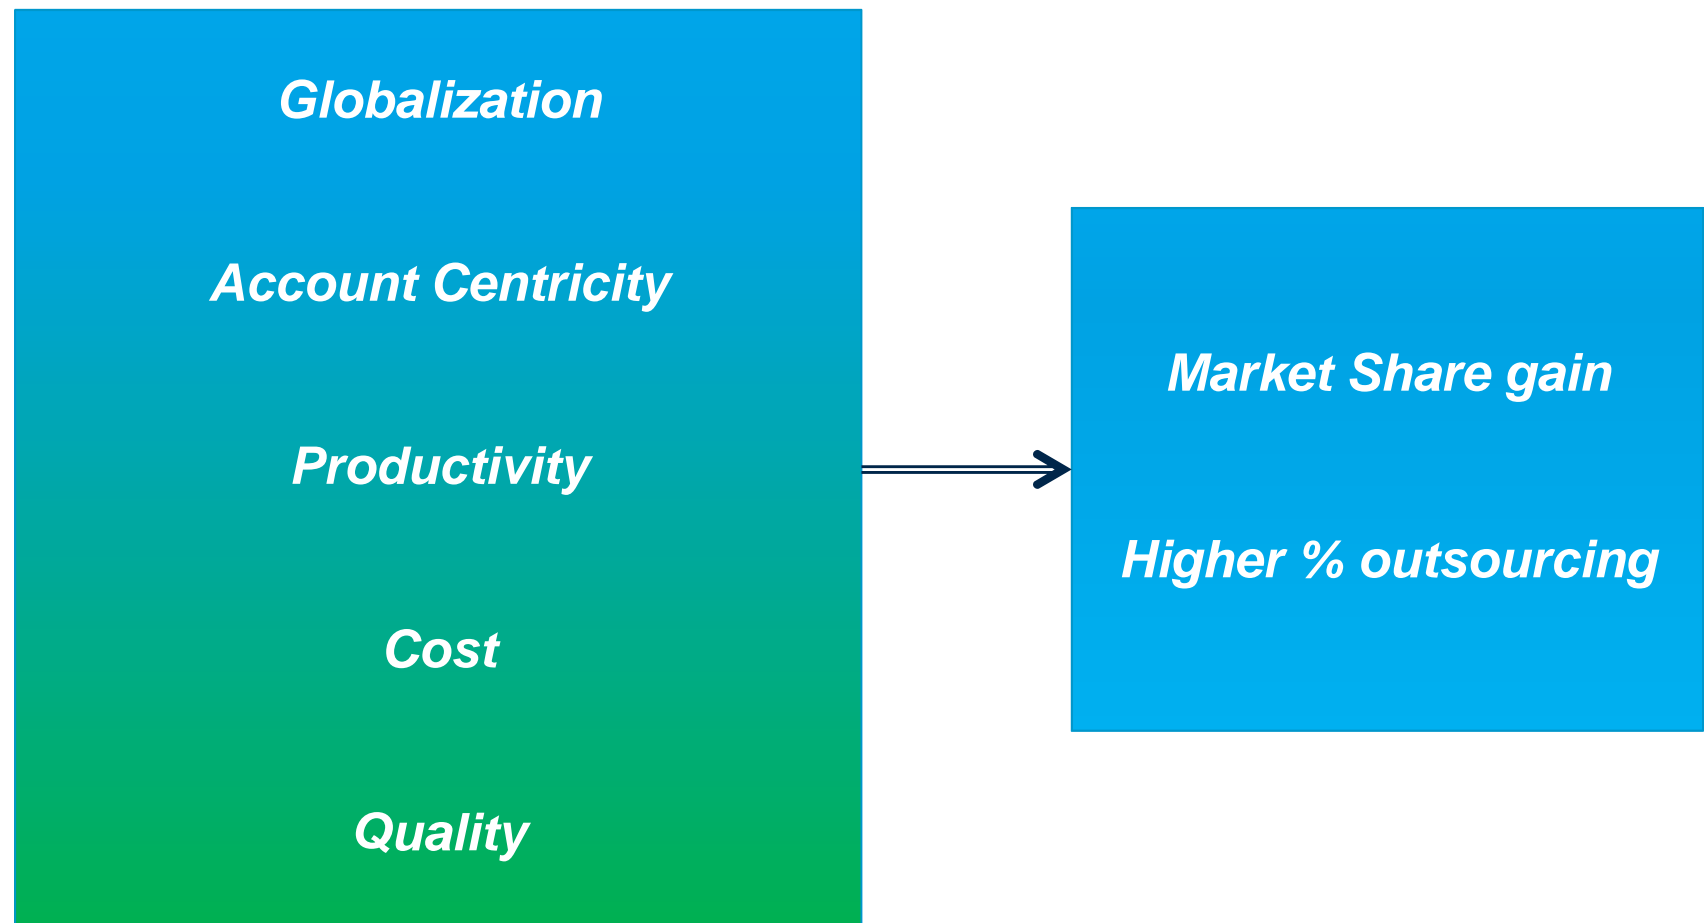 Globalization
Account Centricity
Productivity
Cost
Quality
Market Share gain
Higher % outsourcing